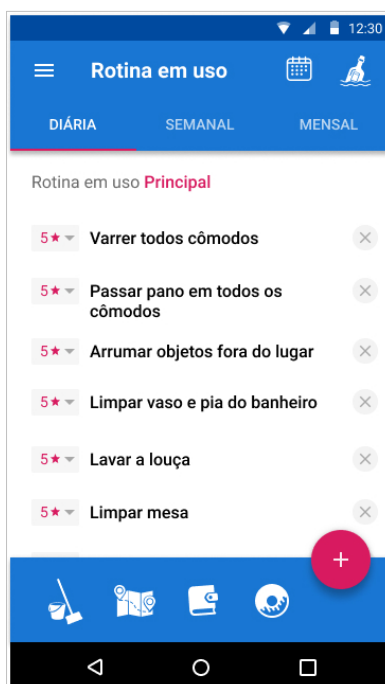 12:30
Rotina em uso
DIÁRIA SEMANAL MENSAL
Rotina em uso Principal
5★ Varrer todos cômodos
5★ Passar pano em todos os
cômodos
5★ Arrumar objetos fora do lugar
5★ Limpar vaso e pia do banheiro
5★ Lavar a louça
5★ Limpar mesa